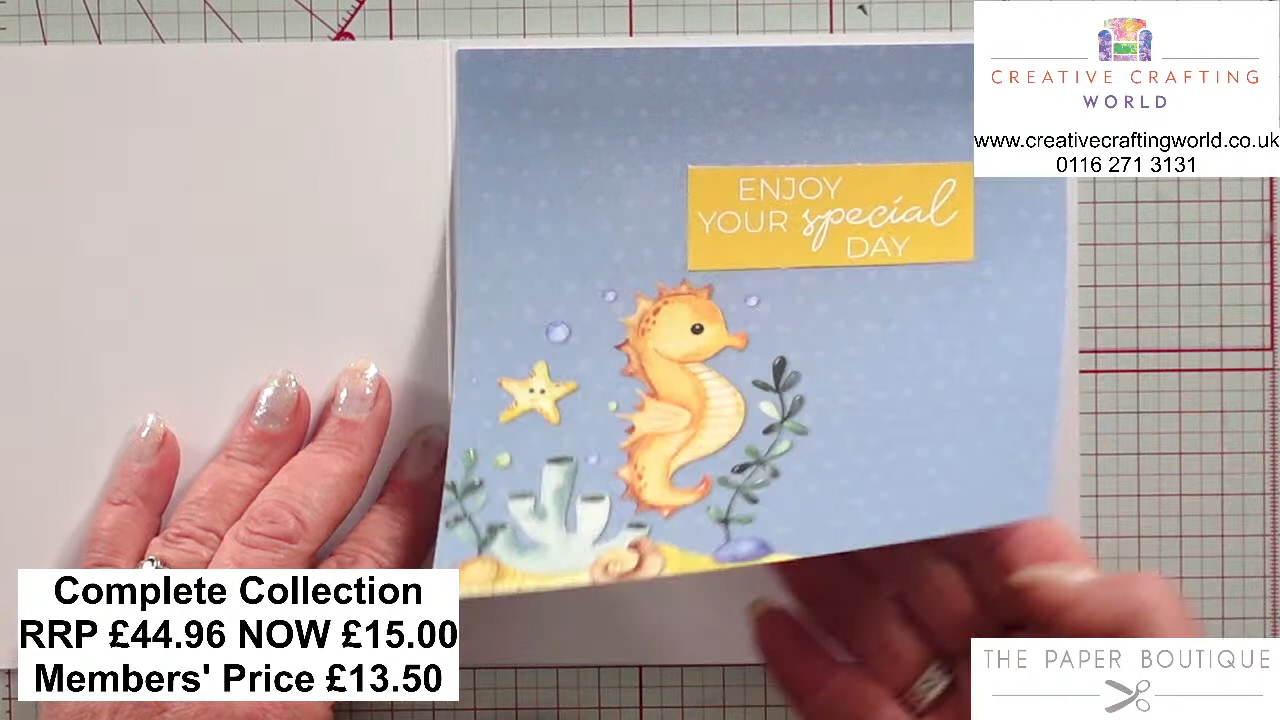 CREATIVE CRAFTING
WORLD
www.creativecraftingworld.co.uk
0116 271 3131
ENJOY
YOUR special
DAY
Complete Collection
RRP £44.96 NOW £15.00
Members' Price £13.50
THE PAPER BOUTIQUE